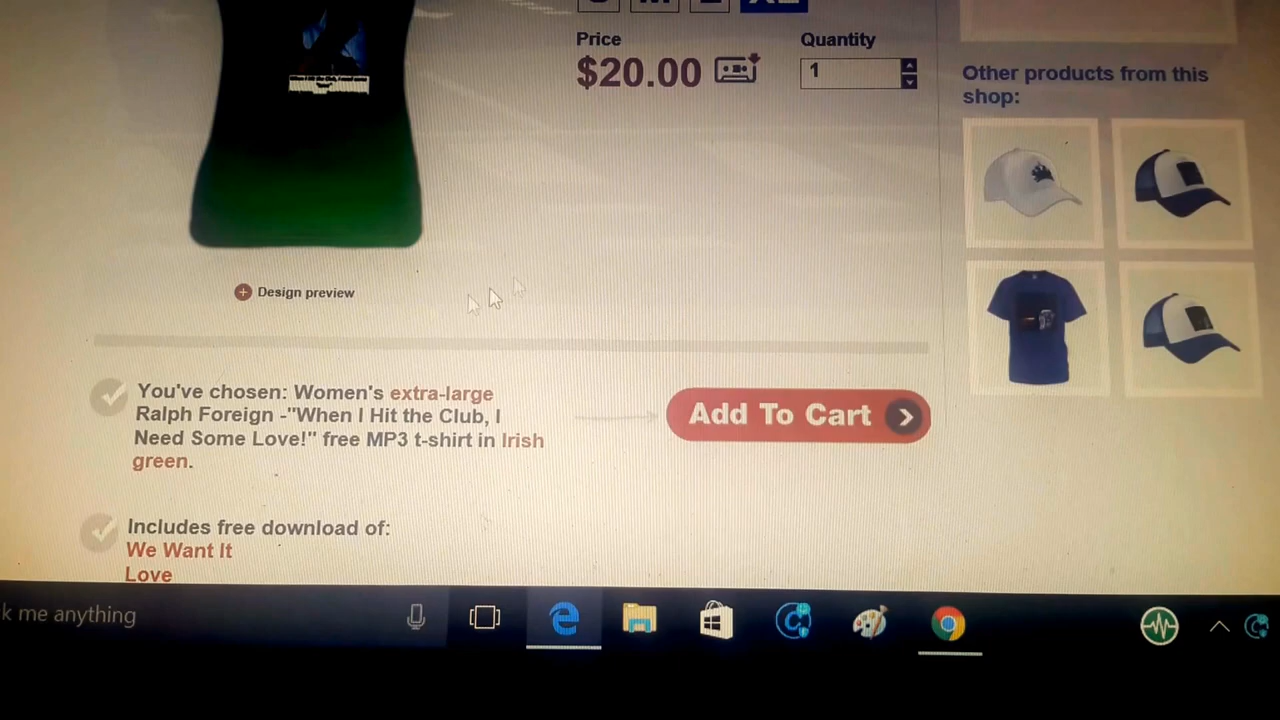 S M L XL
Price
Quantity
$20.00
1
Other products from this
shop:
Design preview
You've chosen: Women's extra-large
Ralph Foreign -"When I Hit the Club, I
Need Some Love!" free MP3 t-shirt in Irish
green.
Add To Cart
Includes free download of:
We Want It
Love
k me anything